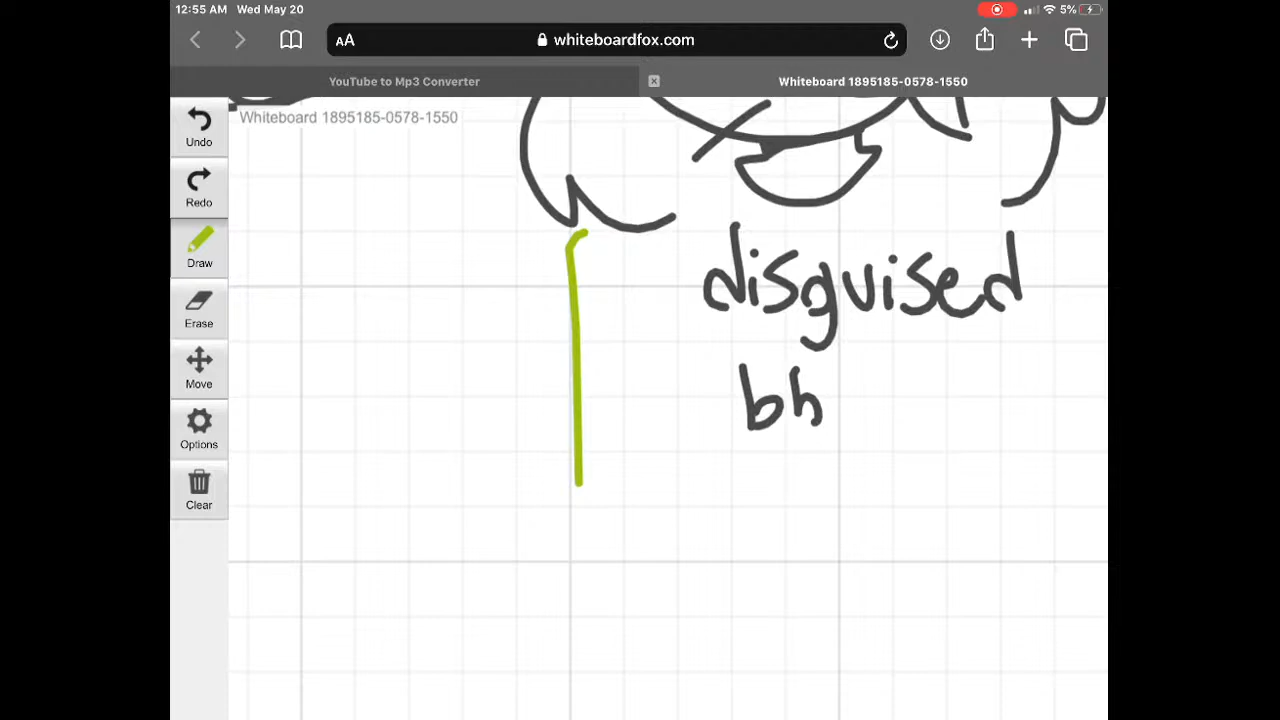 12:55 AM Wed May 20 5%
AA whiteboardfox.com
YouTube to Mp3 Converter Whiteboard 1895185-0578-1550
Whiteboard 1895185-0578-1550
Undo
Redo
Draw
Erase
Move
Options
Clear
disguised
bh